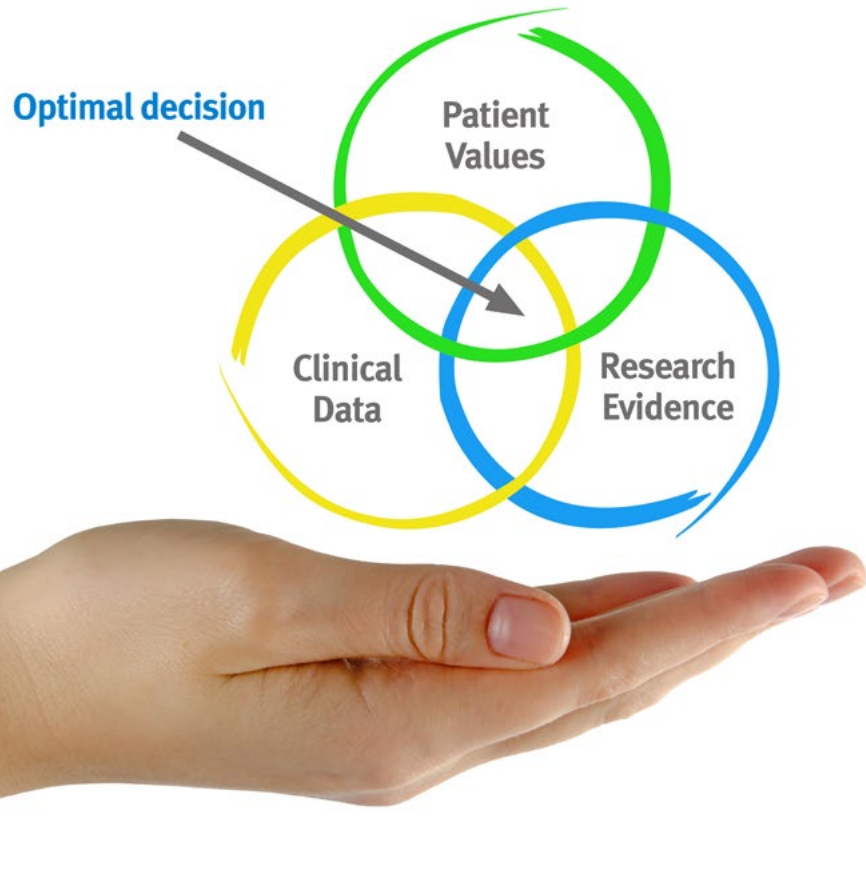 Optimal decision
Patient
Values
Clinical
Data
Research
Evidence